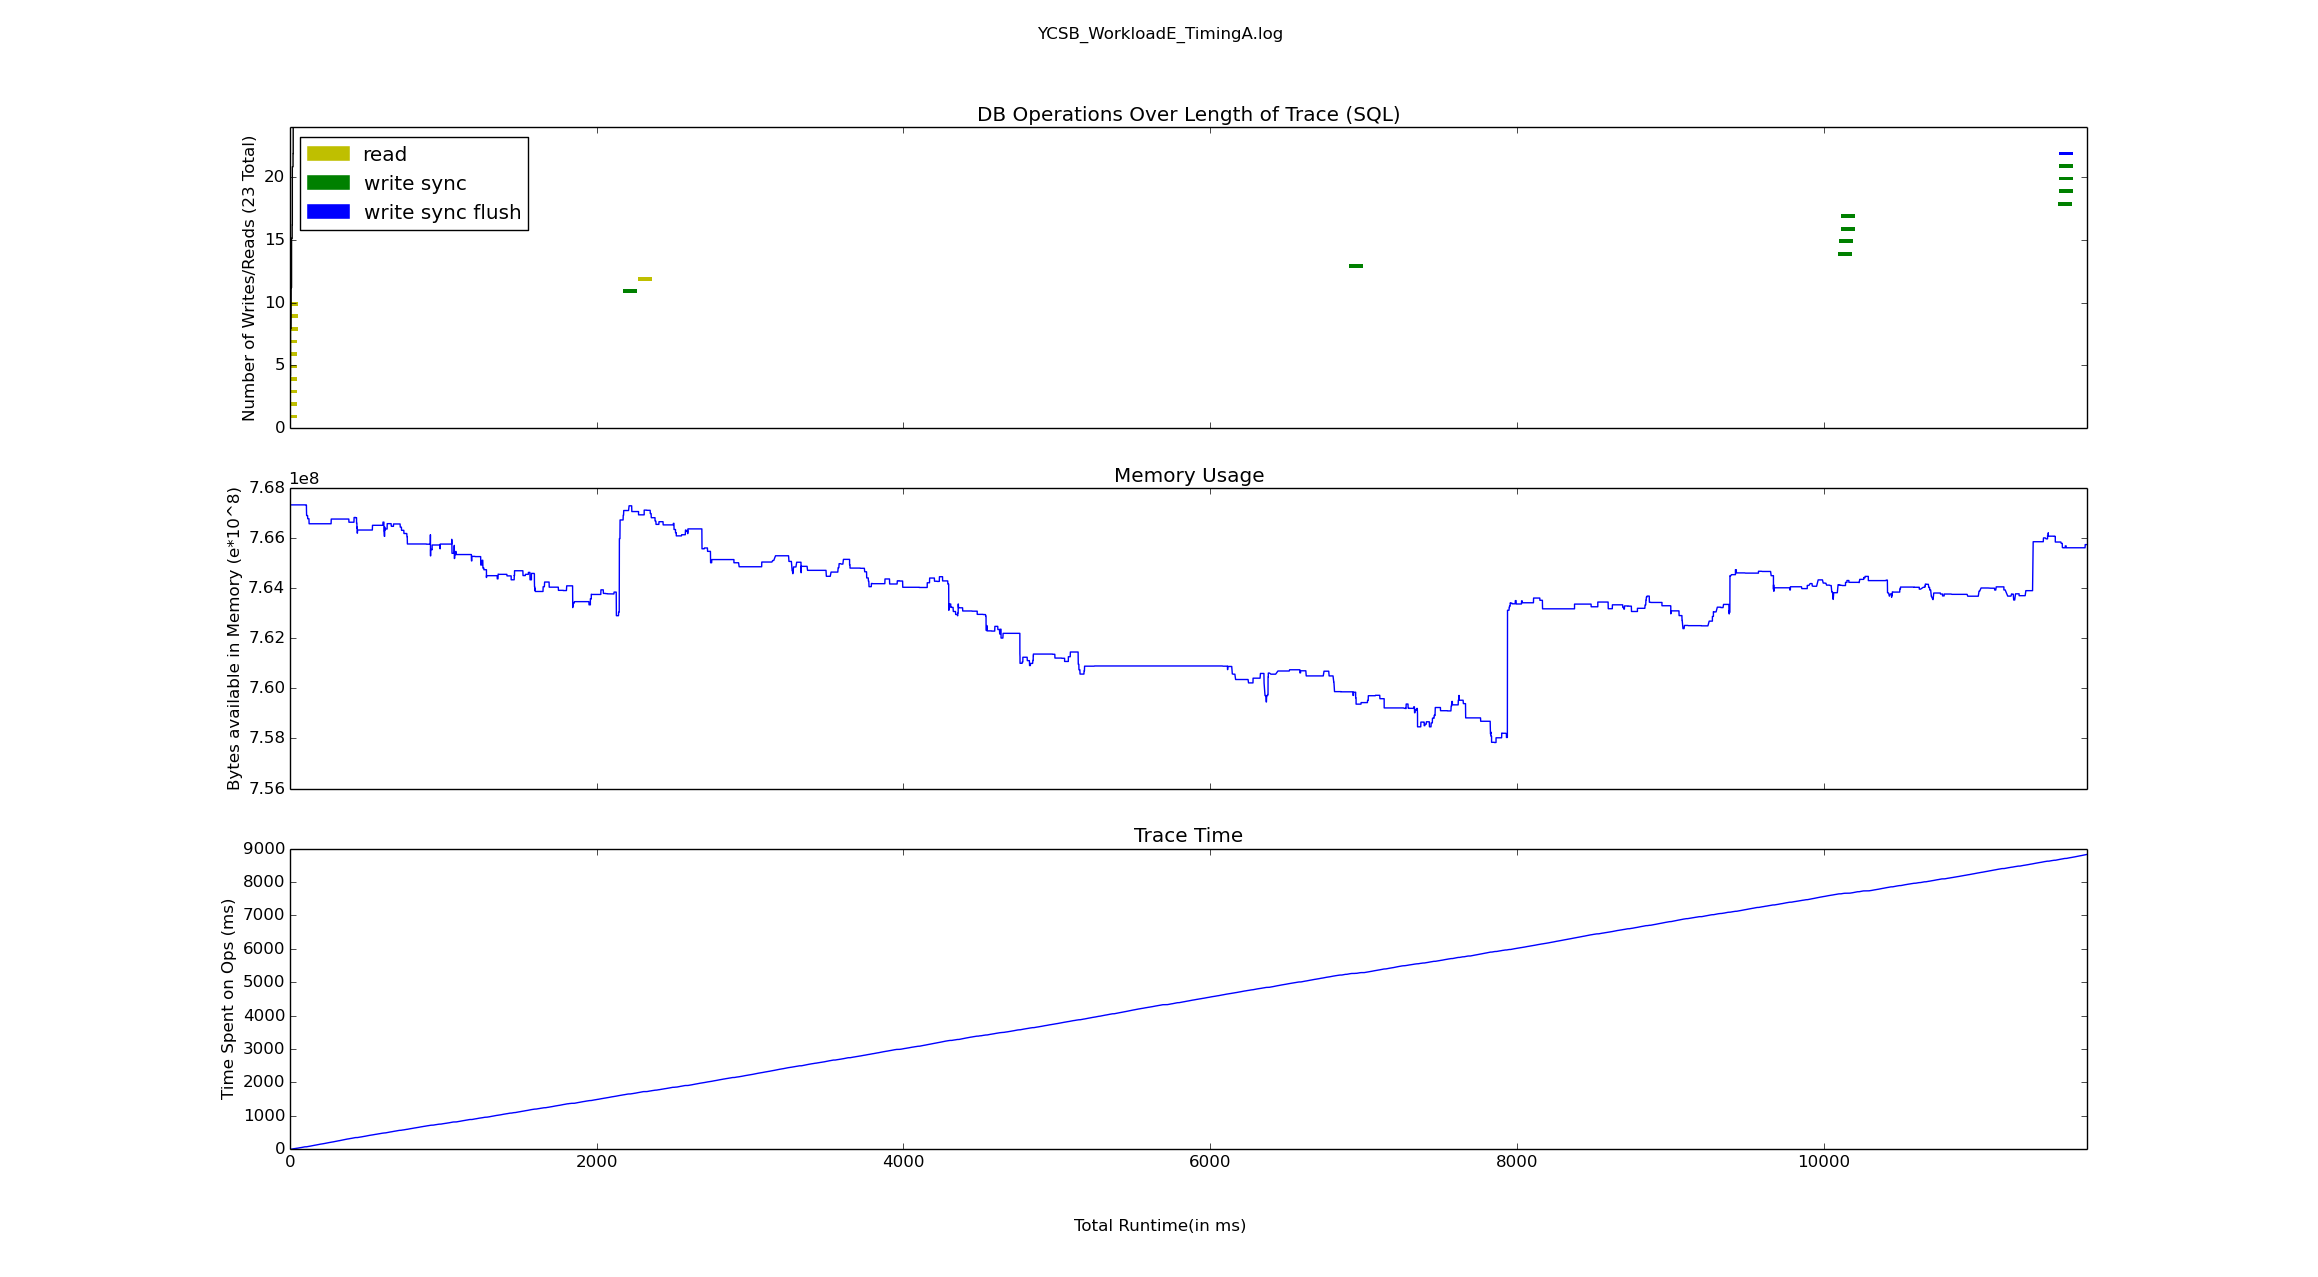 YCSB_WorkloadE_TimingA.log
DB Operations Over Length of Trace (SQL)
Number of Writes/Reads (23 Total)
20
15
10
5
0
read
write sync
write sync flush
Memory Usage
1e8
Bytes available in Memory (e*10^8)
7.68
7.66
7.64
7.62
7.60
7.58
7.56
Trace Time
Time Spent on Ops (ms)
9000
8000
7000
6000
5000
4000
3000
2000
1000
0
0 2000 4000 6000 8000 10000
Total Runtime(in ms)